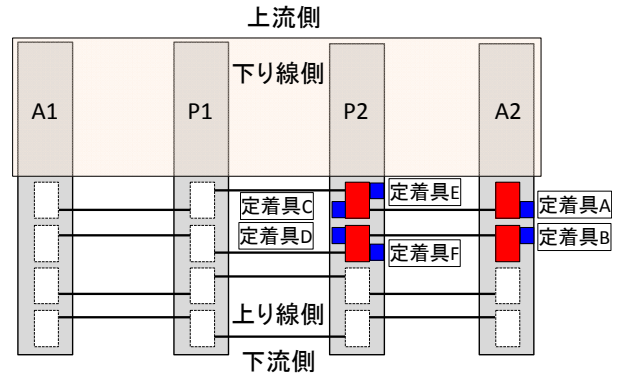 上流側
下り線側
A1
P1
P2
A2
定着具E
定着具C
定着具A
定着具D
定着具B
定着具F
上り線側
下流側